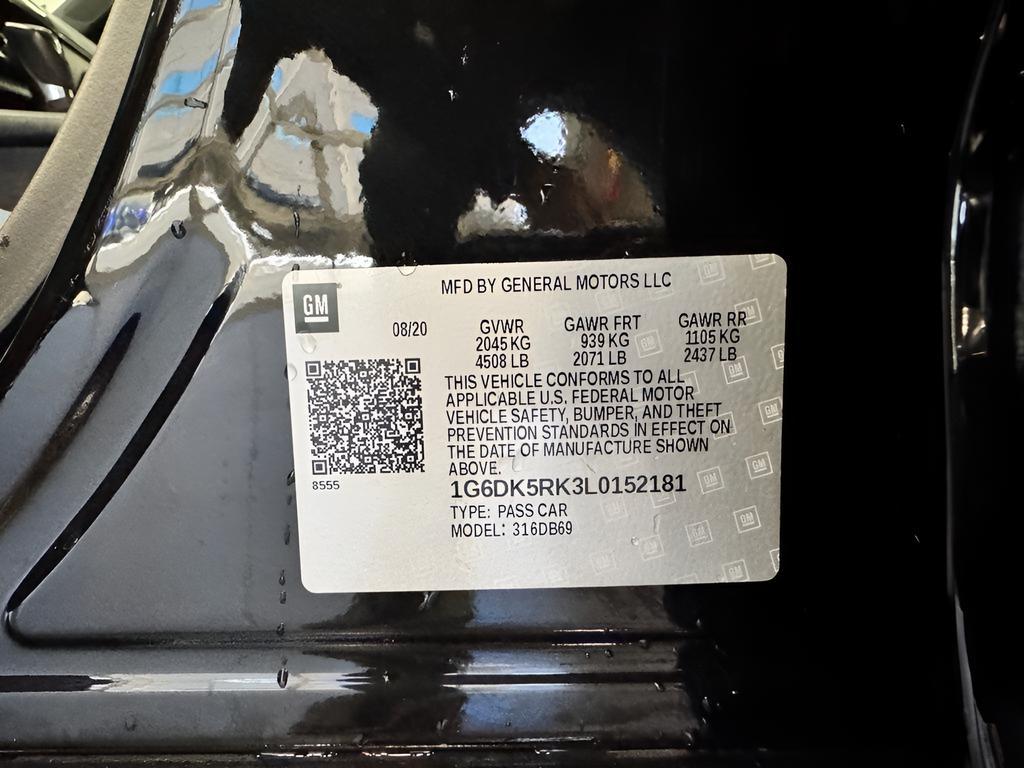 MFD BY GENERAL MOTORS LLC
GM
08/20
GVWR GAWR FRT GAWR RR
2045 KG 939 KG 1105 KG
4508 LB 2071 LB 2437 LB
THIS VEHICLE CONFORMS TO ALL
APPLICABLE U.S. FEDERAL MOTOR
VEHICLE SAFETY, BUMPER, AND THEFT
PREVENTION STANDARDS IN EFFECT ON
THE DATE OF MANUFACTURE SHOWN
ABOVE.
8555
1G6DK5RK3L0152181
TYPE: PASS CAR
MODEL: 316DB69